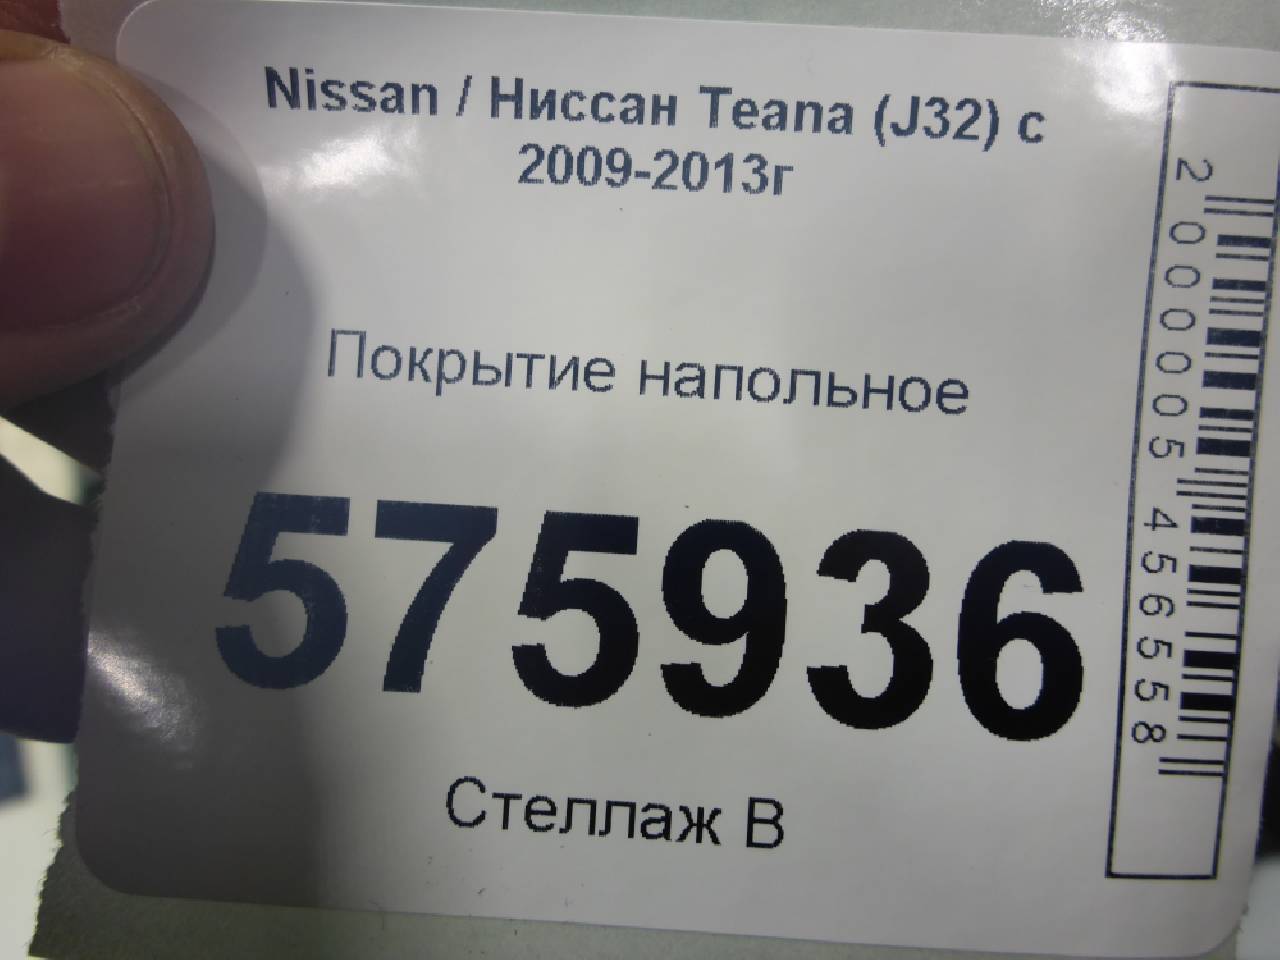 Nissan / Ниссан Teana (J32) с
2009-2013г
Покрытие напольное
575936
Стеллаж В
2000005456558